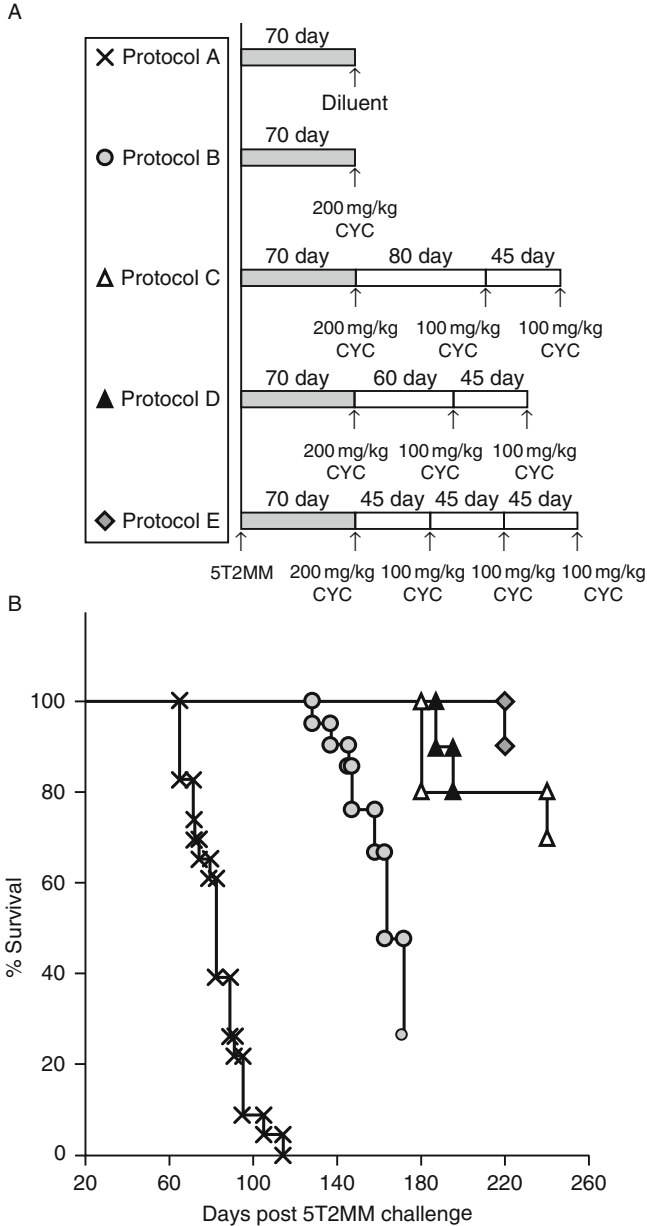 A
70 day
Protocol A
Diluent
70 day
Protocol B
200 mg/kg
CYC
70 day 80 day 45 day
Protocol C
200 mg/kg 100 mg/kg 100 mg/kg
CYC CYC CYC
70 day 60 day 45 day
Protocol D
200 mg/kg 100 mg/kg 100 mg/kg
CYC CYC CYC
70 day 45 day 45 day 45 day
Protocol E
5T2MM 200 mg/kg 100 mg/kg 100 mg/kg 100 mg/kg
CYC CYC CYC CYC
B
100
80
60
40
20
0
% Survival
20 60 100 140 180 220 260
Days post 5T2MM challenge